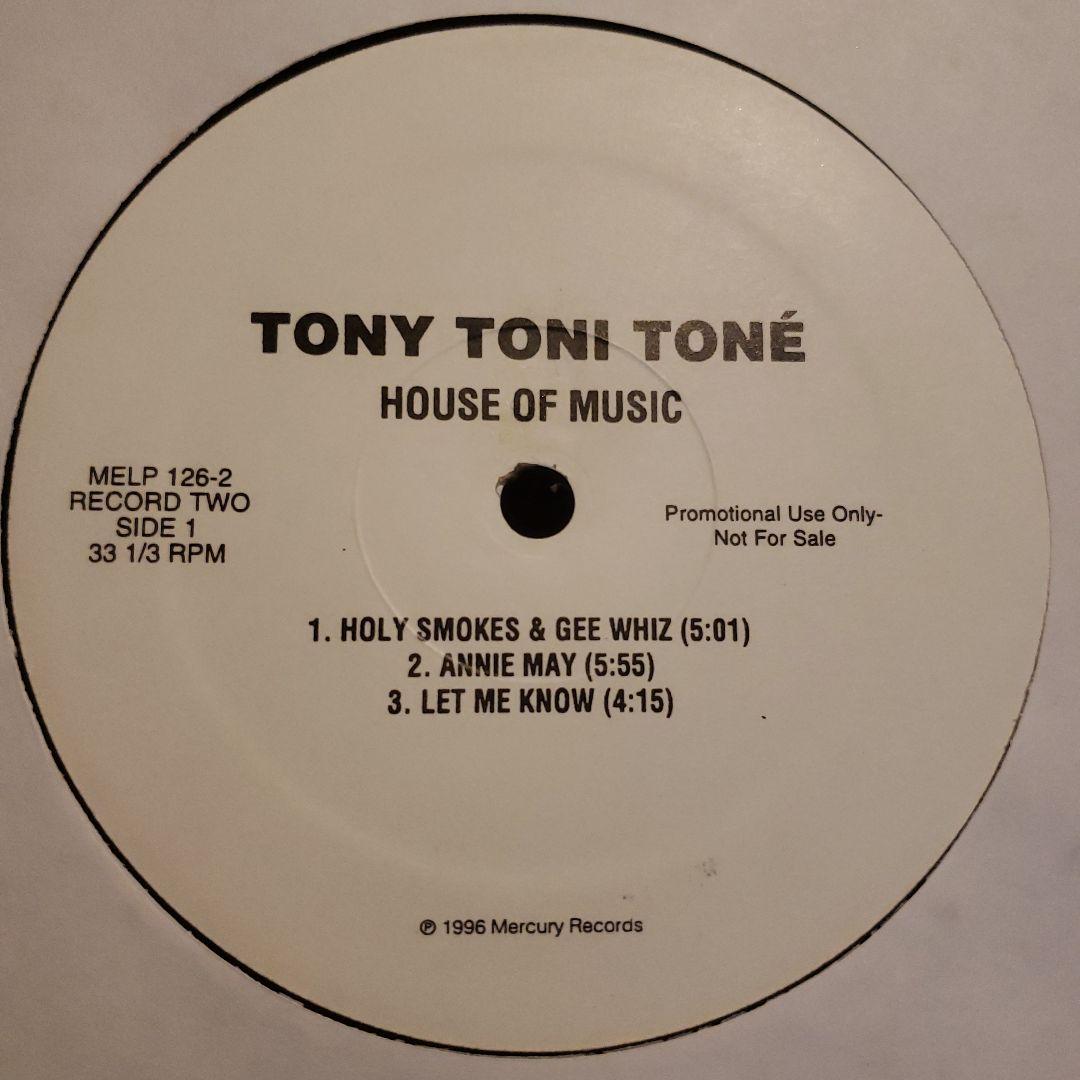 TONY TONI TONÉ
HOUSE OF MUSIC
MELP 126-2
RECORD TWO
SIDE 1
33 1/3 RPM
Promotional Use Only-
Not For Sale
1. HOLY SMOKES & GEE WHIZ (5:01)
2. ANNIE MAY (5:55)
3. LET ME KNOW (4:15)
℗ 1996 Mercury Records